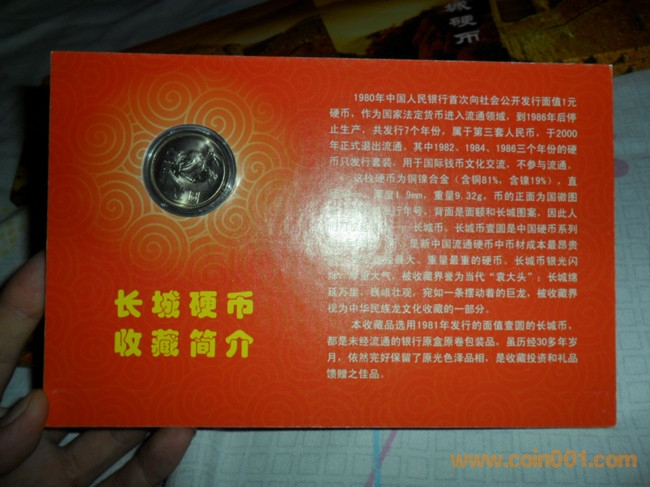 城硬币
1980年中国人民银行首次向社会公开发行面值1元
硬币，作为国家法定货币进入流通领域，到1986年后停
止生产，共发行7个年份，属于第三套人民币，于2000
年正式退出流通。其中1982、1984、1986三个年份的硬
币只发行套装，用于国际钱币文化交流，不参与流通。
这枚硬币为铜镍合金（含铜81%，含镍19%），直
厚度1.9mm，重量9.32g，币的正面为国徽图
行年号，背面是面额和长城图案，因此人
长城币，长城币壹圆是中国硬币系列
是新中国流通硬币中币材成本最昂贵
最大、重量最重的硬币。长城币银光闪
大气，被收藏界誉为当代“袁大头”；长城绵
延万里，巍峨壮观，宛如一条摆动着的巨龙，被收藏界
视为中华民族龙文化收藏的一部分。
本收藏品选用1981年发行的面值壹圆的长城币，
都是未经流通的银行原盒原卷包装品，虽历经30多年岁
月，依然完好保留了原光色泽品相，是收藏投资和礼品
馈赠之佳品。
长城硬币
收藏简介
www.coin001.com